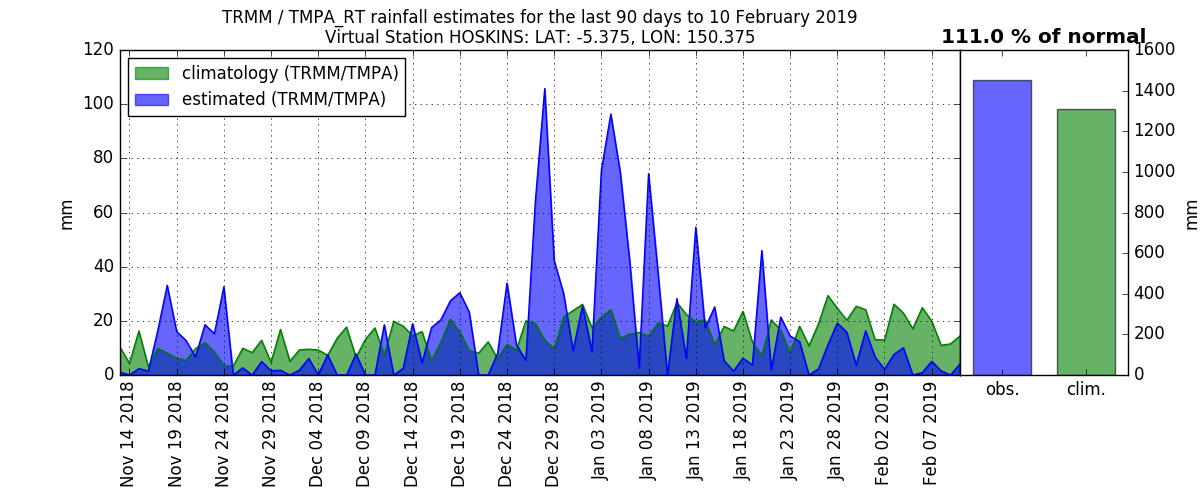 TRMM / TMPA_RT rainfall estimates for the last 90 days to 10 February 2019
Virtual Station HOSKINS: LAT: -5.375, LON: 150.375
111.0 % of normal
climatology (TRMM/TMPA)
estimated (TRMM/TMPA)
120
100
80
60
40
20
0
mm
1600
1400
1200
1000
800
600
400
200
0
mm
Nov 14 2018
Nov 19 2018
Nov 24 2018
Nov 29 2018
Dec 04 2018
Dec 09 2018
Dec 14 2018
Dec 19 2018
Dec 24 2018
Dec 29 2018
Jan 03 2019
Jan 08 2019
Jan 13 2019
Jan 18 2019
Jan 23 2019
Jan 28 2019
Feb 02 2019
Feb 07 2019
obs.
clim.